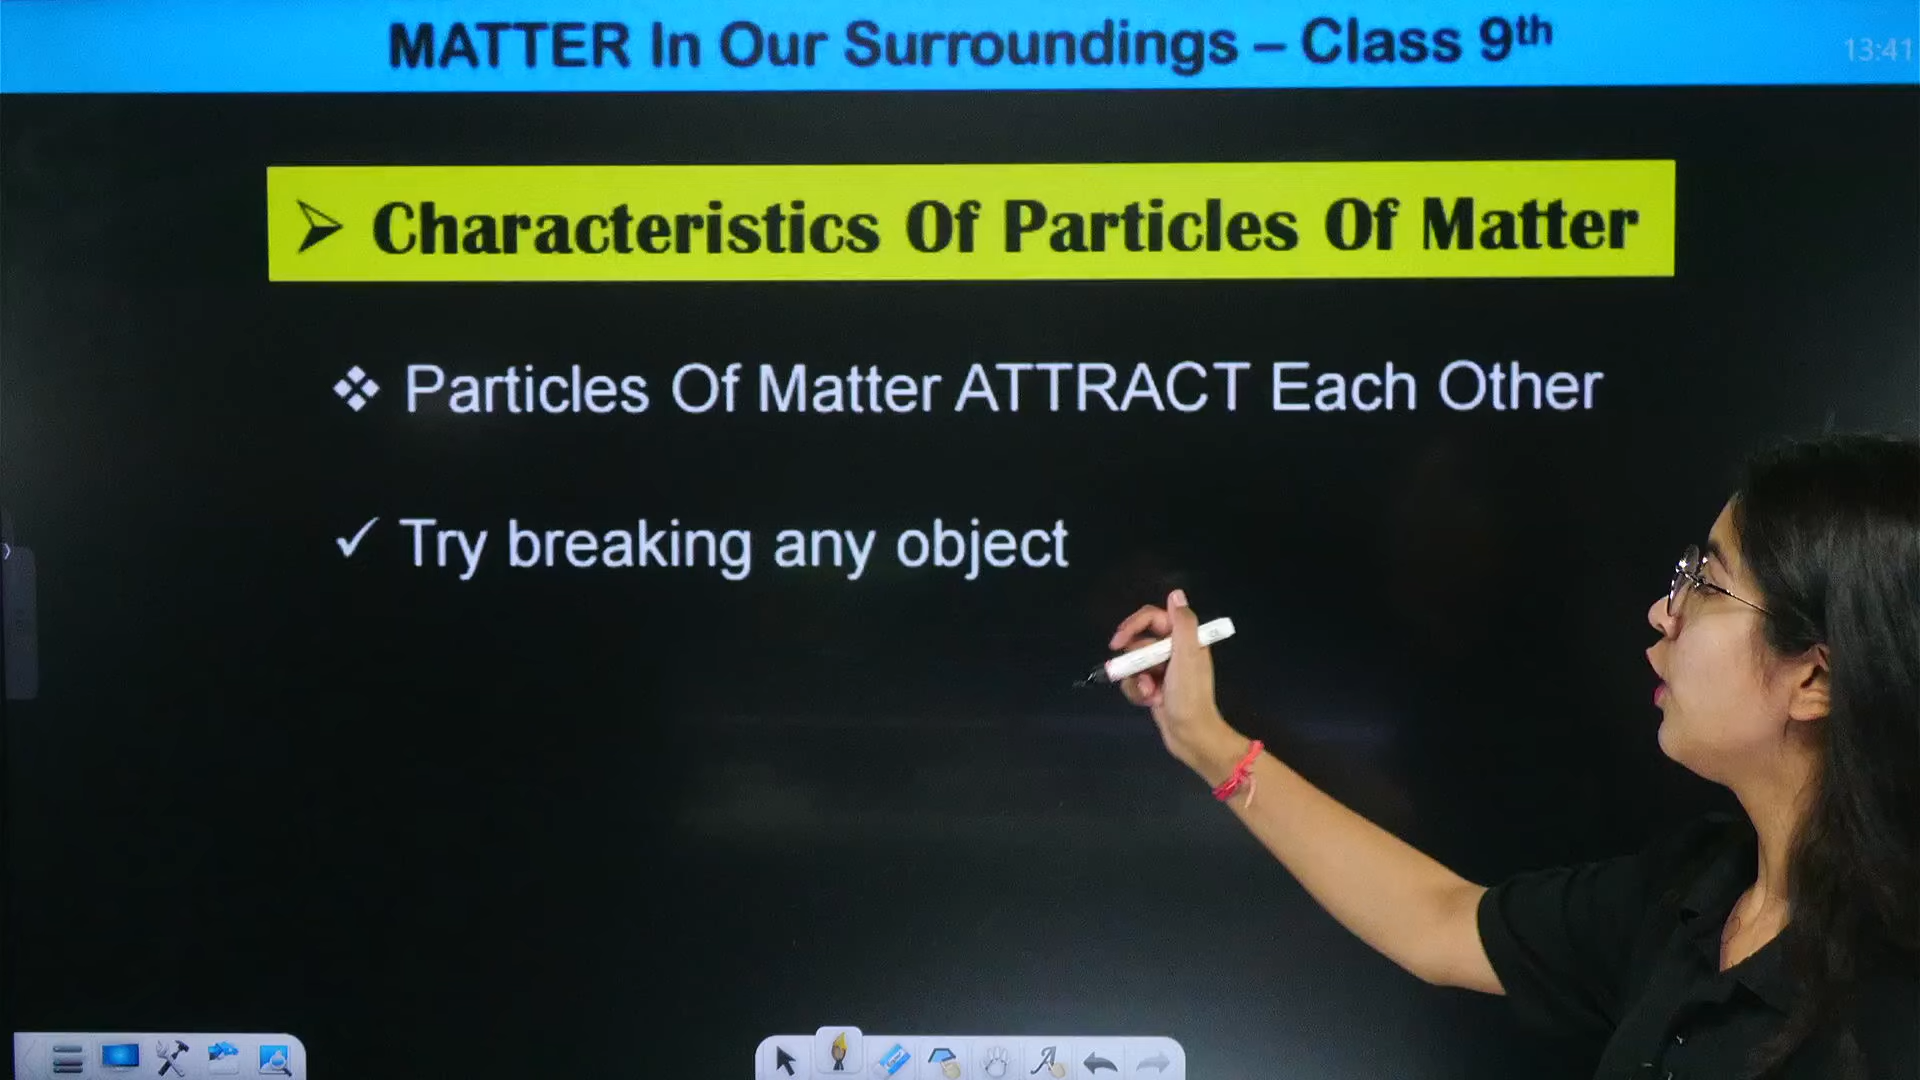 MATTER In Our Surroundings – Class 9th
13:41
➢ Characteristics Of Particles Of Matter
❖ Particles Of Matter ATTRACT Each Other
✓ Try breaking any object